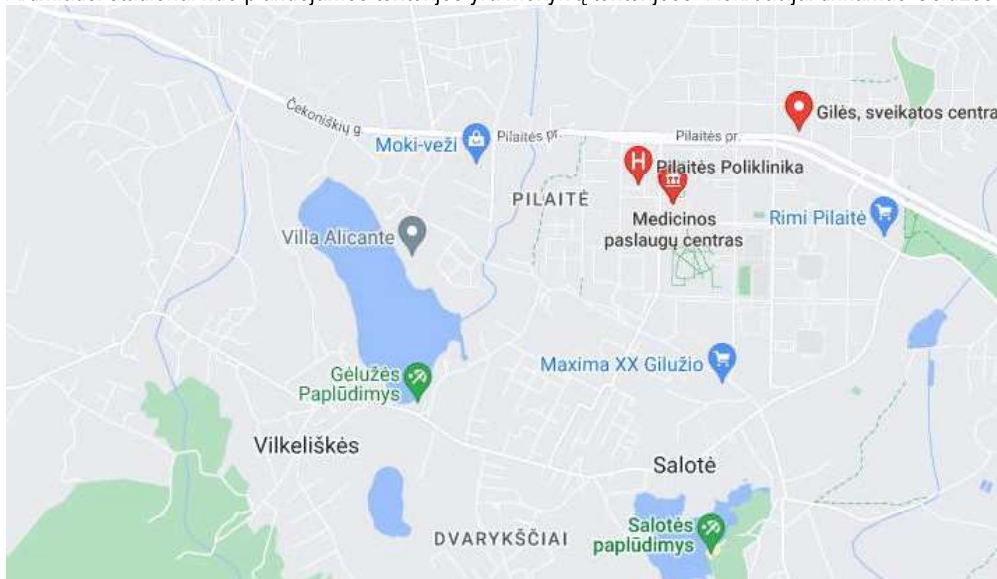 Čekoniškių g.
Moki-veži
Pilaitės pr.
Pilaitės pr.
Gilės, sveikatos centra
Pilaitės Poliklinika
PILAITĖ
Medicinos
paslaugų centras
Rimi Pilaitė
Villa Alicante
Maxima XX Gilužio
Gėlužės
Paplūdimys
Vilkeliškės
Salotė
DVARYKŠČIAI
Salotės
paplūdimys